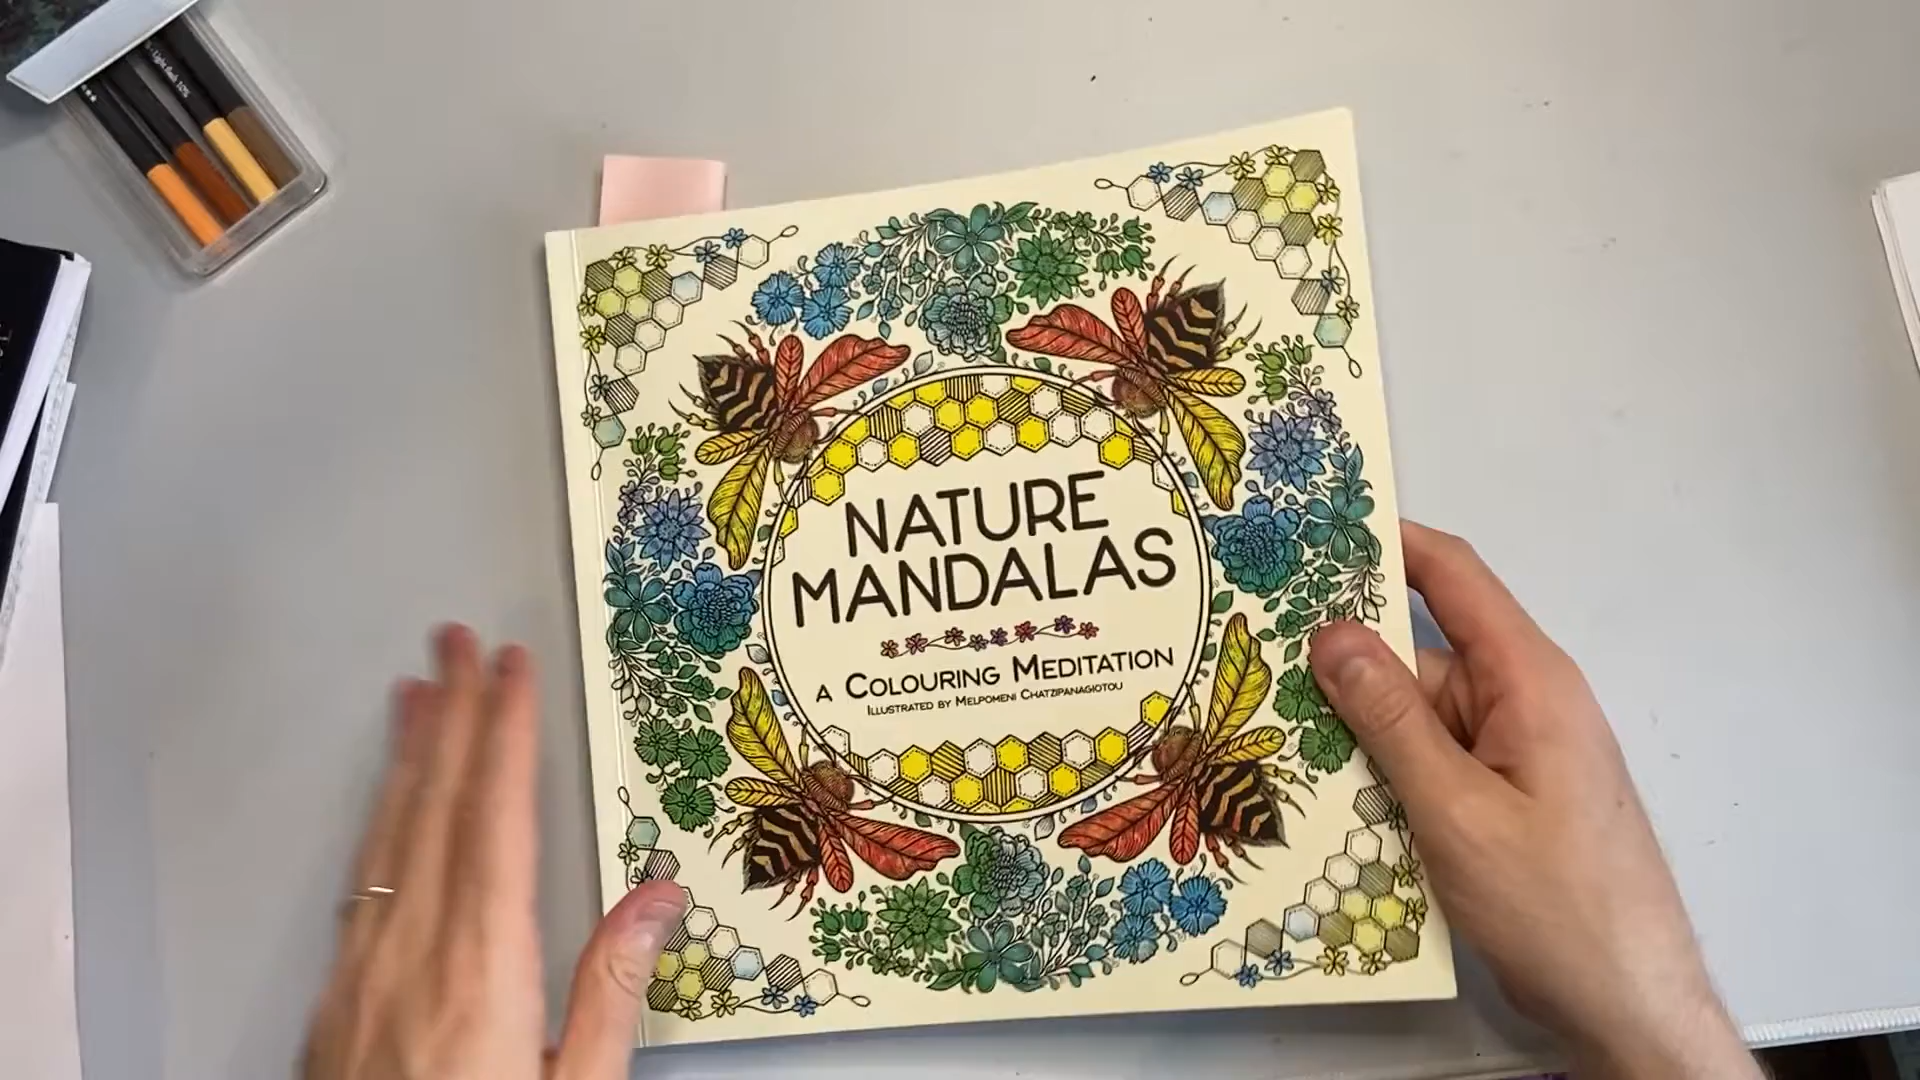 NATURE
MANDALAS
A COLOURING MEDITATION
ILLUSTRATED BY MELPOMENI CHATZIPANAGIOTOU